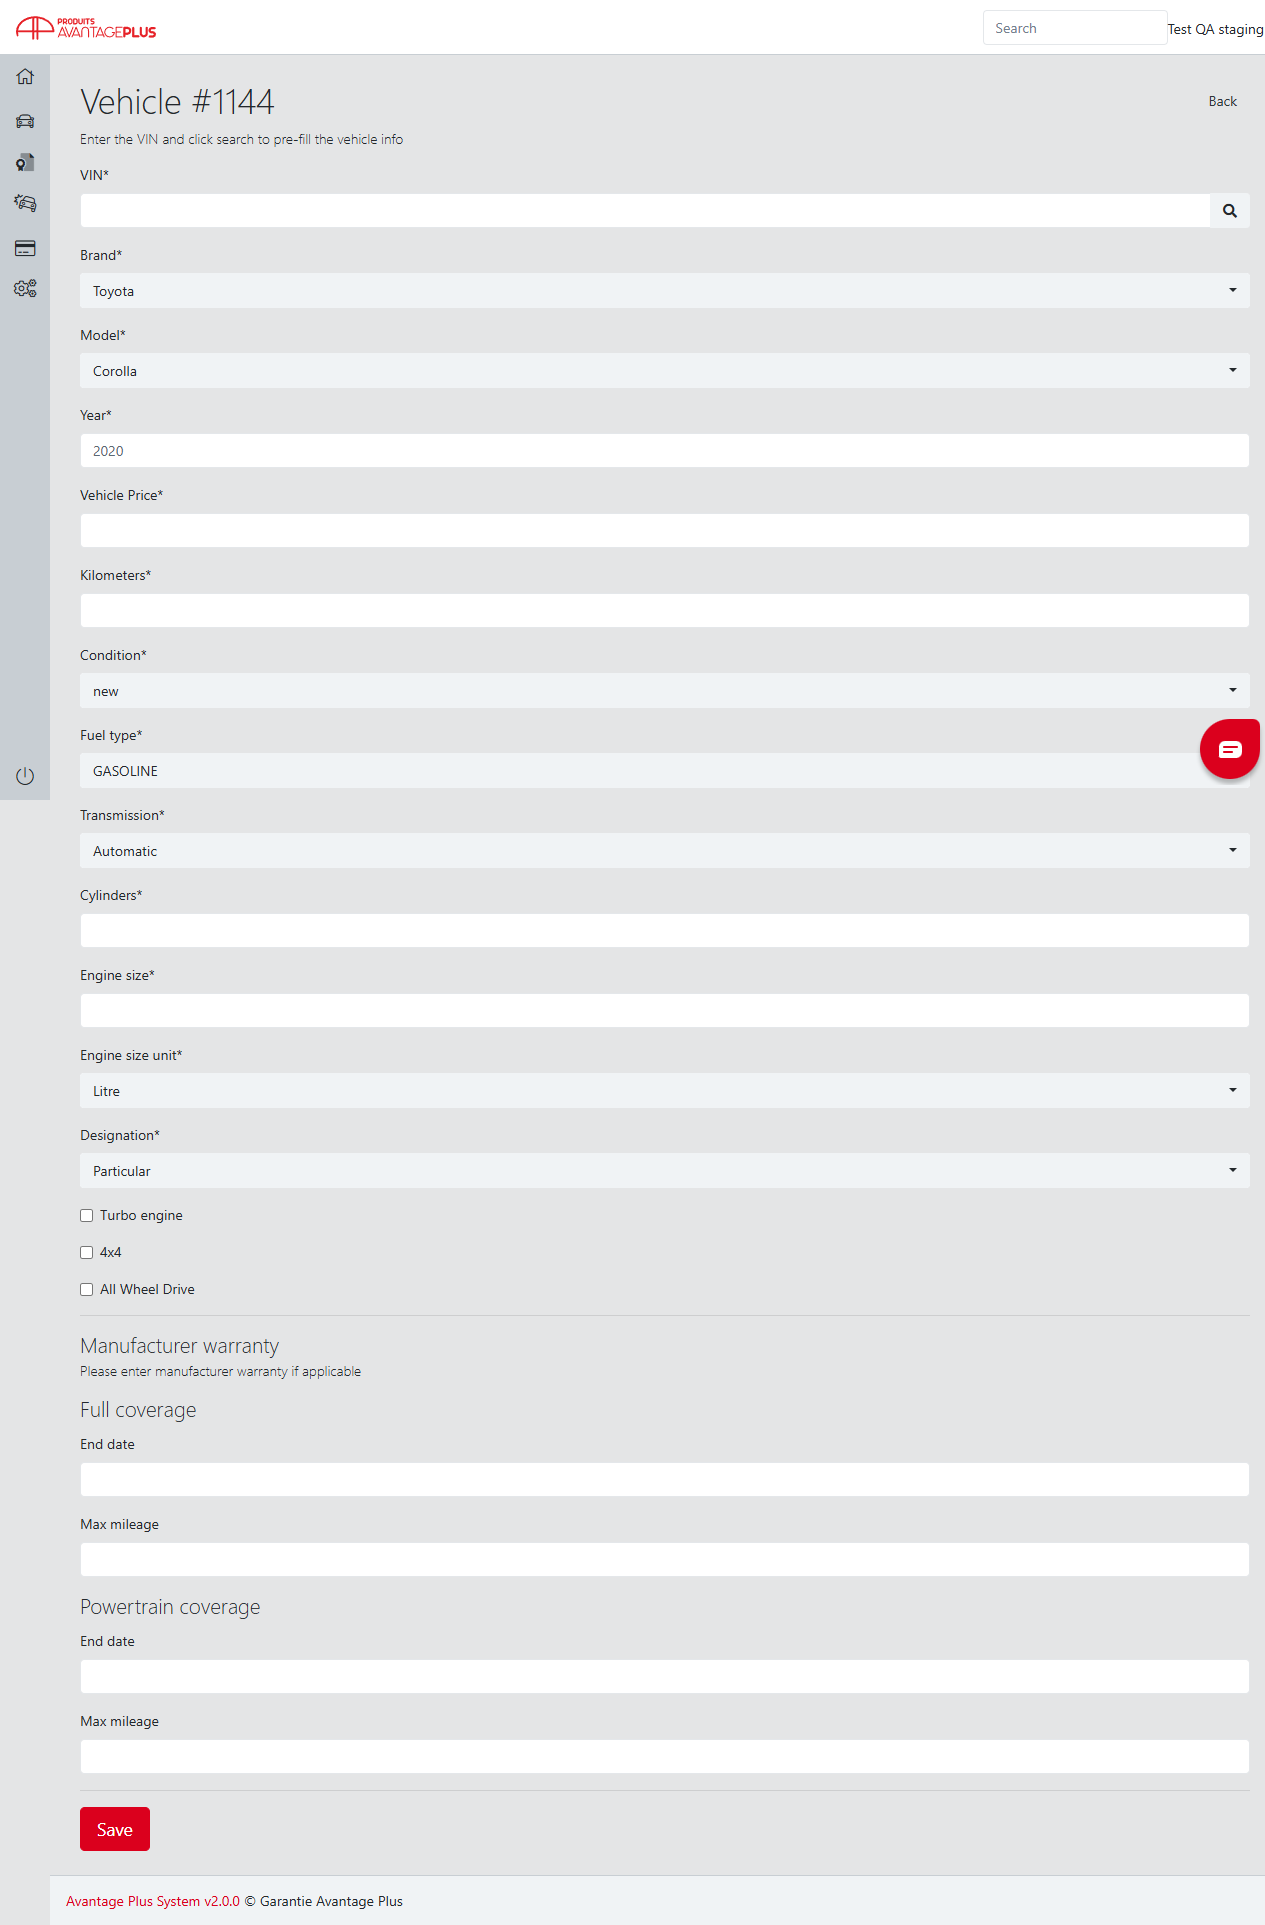 PRODUITS
AVANTAGEPLUS
Search
Test QA staging
Vehicle #1144
Back
Enter the VIN and click search to pre-fill the vehicle info
VIN*
Brand*
Toyota
Model*
Corolla
Year*
2020
Vehicle Price*
Kilometers*
Condition*
new
Fuel type*
GASOLINE
Transmission*
Automatic
Cylinders*
Engine size*
Engine size unit*
Litre
Designation*
Particular
Turbo engine
4x4
All Wheel Drive
Manufacturer warranty
Please enter manufacturer warranty if applicable
Full coverage
End date
Max mileage
Powertrain coverage
End date
Max mileage
Save
Avantage Plus System v2.0.0 © Garantie Avantage Plus